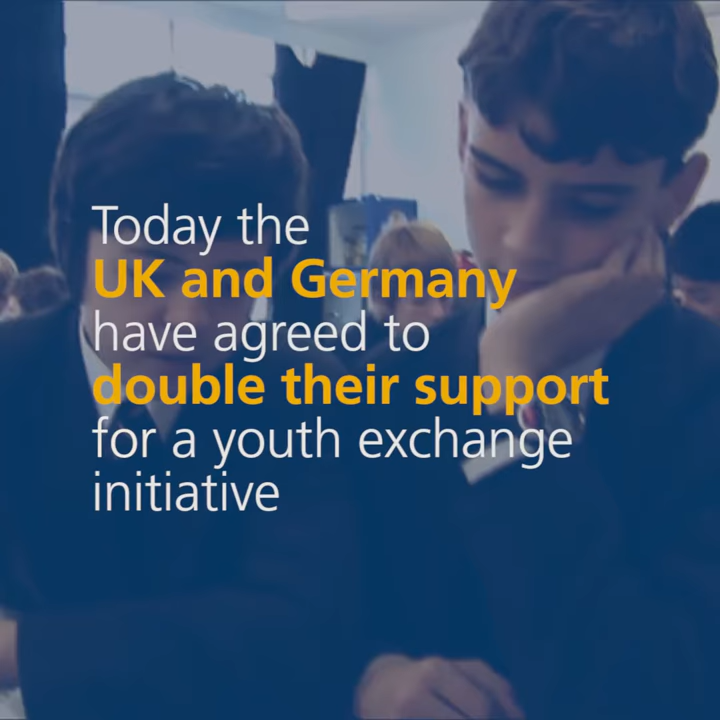 Today the
UK and Germany
have agreed to
double their support
for a youth exchange
initiative